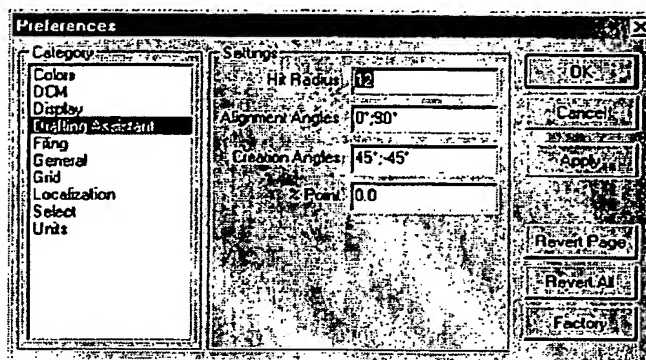 Preferences
Category
Colors
DCM
Display
Drafting Assistant
Filing
General
Grid
Localization
Select
Units
Settings
Hit Radius: 12
Alignment Angles: 0°;90°
Creation Angles: 45°;-45°
% Point: 0.0
OK
Cancel
Apply
Revert Page
Revert All
Factory